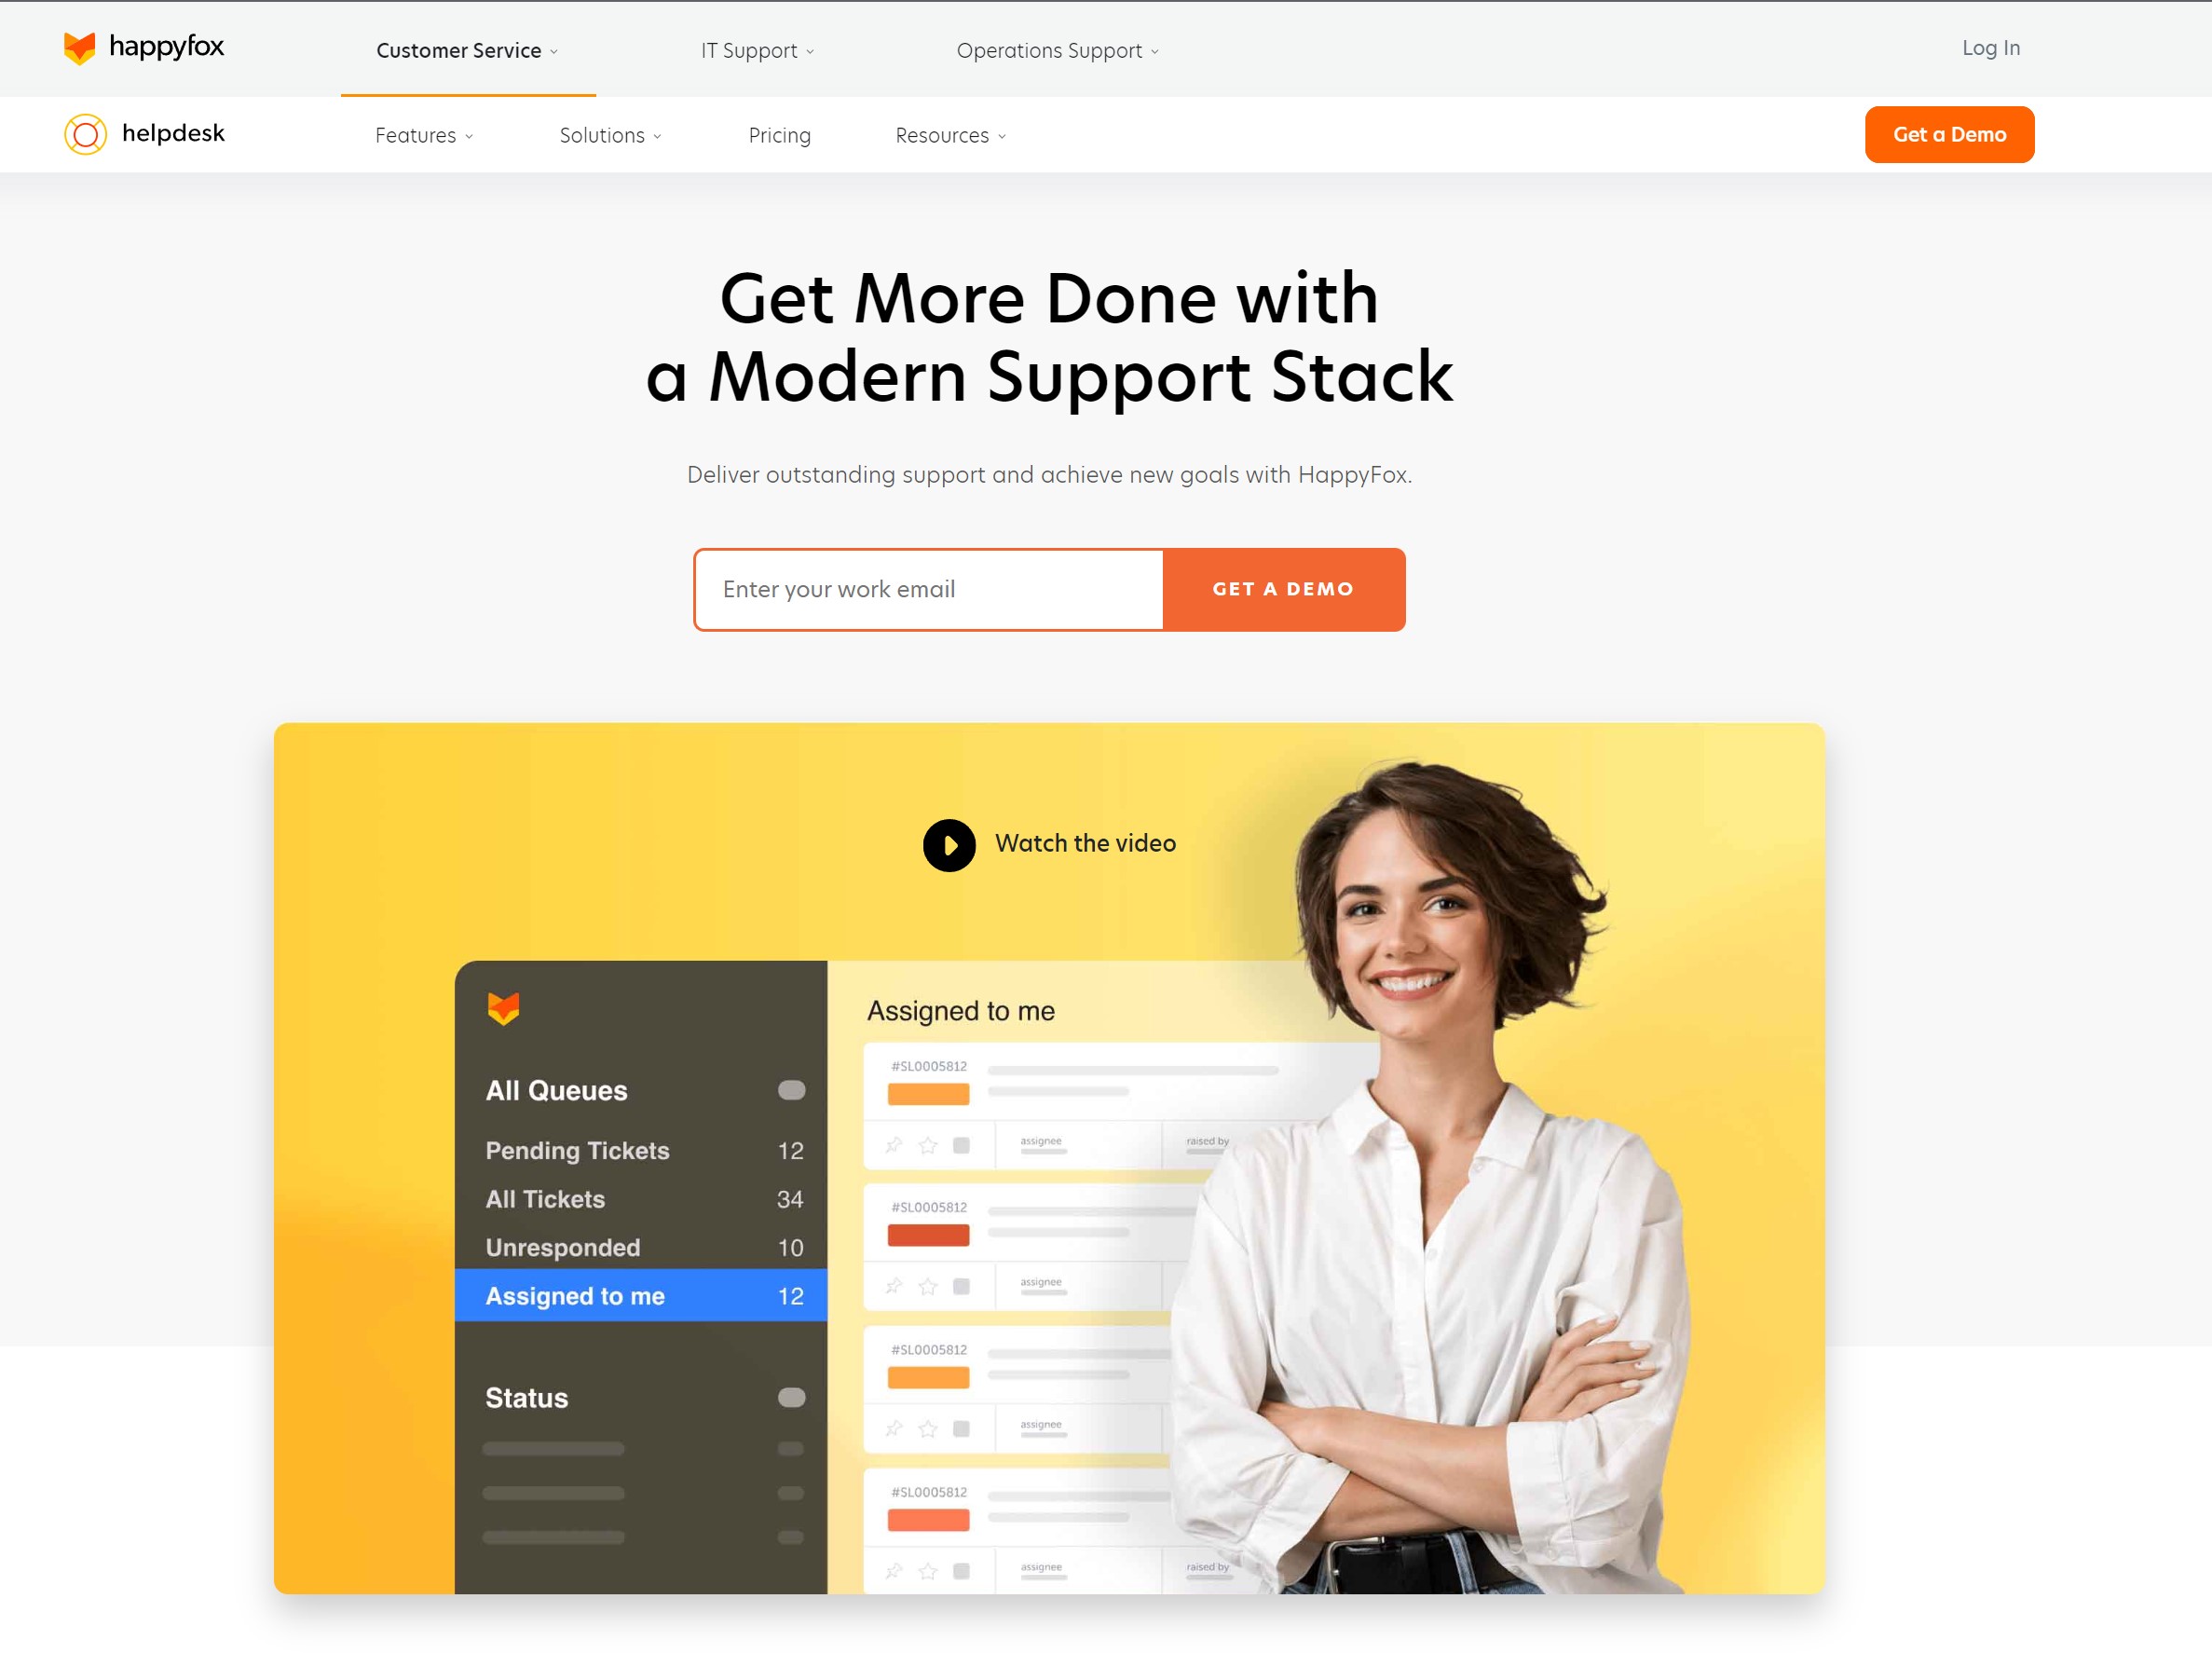 happyfox
Customer Service
IT Support
Operations Support
Log In
helpdesk
Features
Solutions
Pricing
Resources
Get a Demo
Get More Done with
a Modern Support Stack
Deliver outstanding support and achieve new goals with HappyFox.
Enter your work email
GET A DEMO
Watch the video
All Queues
Pending Tickets 12
All Tickets 34
Unresponded 10
Assigned to me 12
Status
Assigned to me
#SL0005812
assignee
raised by
#SL0005812
assignee
#SL0005812
assignee
#SL0005812
assignee
raised by